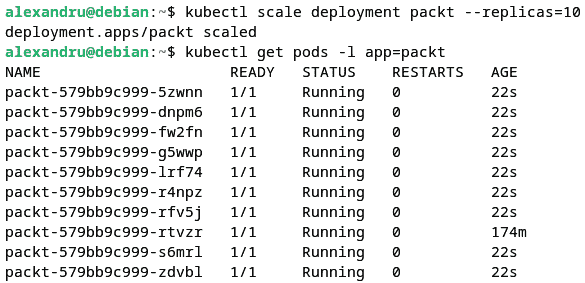 alexandru@debian:~$ kubectl scale deployment packt --replicas=10
deployment.apps/packt scaled
alexandru@debian:~$ kubectl get pods -l app=packt
NAME READY STATUS RESTARTS AGE
packt-579bb9c999-5zwnn 1/1 Running 0 22s
packt-579bb9c999-dnpm6 1/1 Running 0 22s
packt-579bb9c999-fw2fn 1/1 Running 0 22s
packt-579bb9c999-g5wwp 1/1 Running 0 22s
packt-579bb9c999-lrf74 1/1 Running 0 22s
packt-579bb9c999-r4npz 1/1 Running 0 22s
packt-579bb9c999-rfv5j 1/1 Running 0 22s
packt-579bb9c999-rtvzr 1/1 Running 0 174m
packt-579bb9c999-s6mrl 1/1 Running 0 22s
packt-579bb9c999-zdvbl 1/1 Running 0 22s